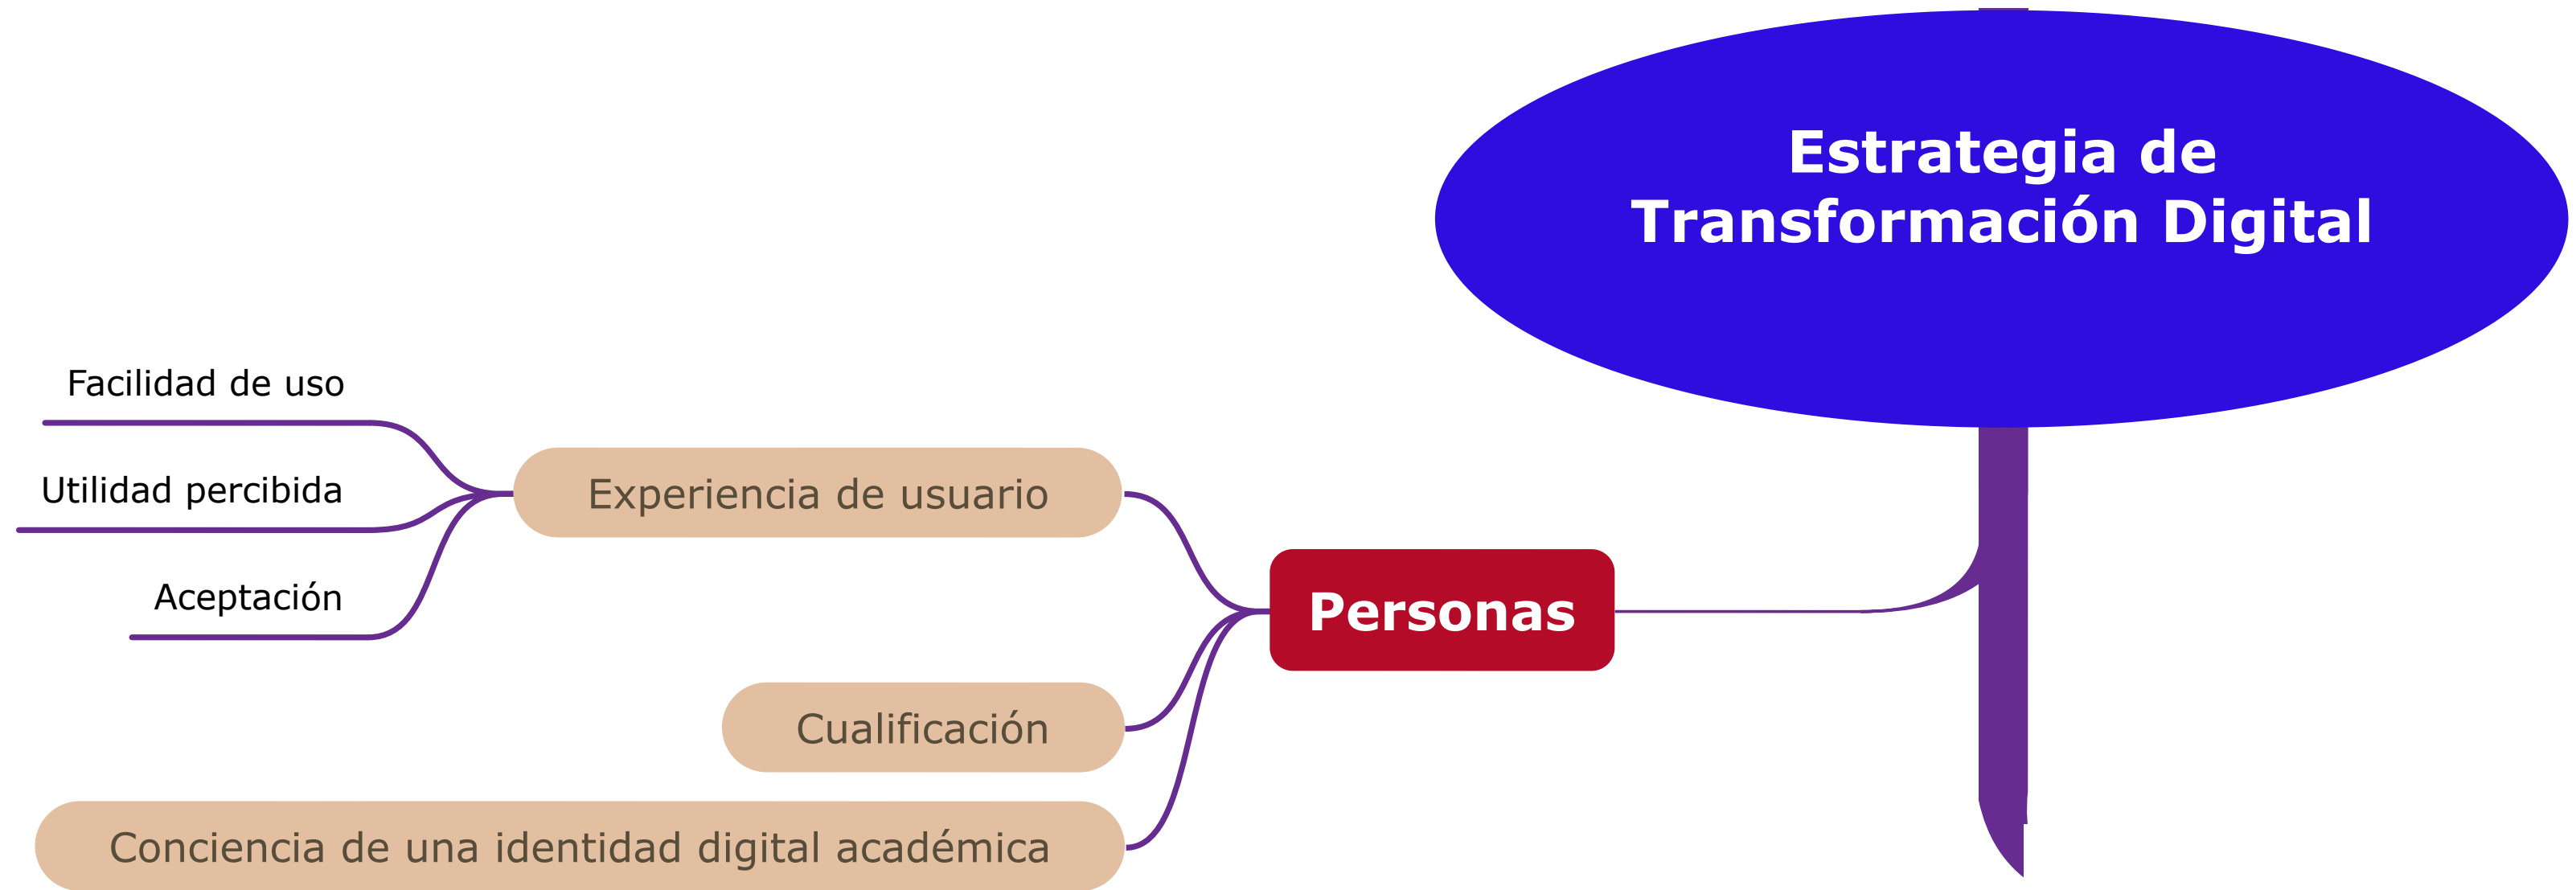 Estrategia de
Transformación Digital
Facilidad de uso
Utilidad percibida
Aceptación
Experiencia de usuario
Personas
Cualificación
Conciencia de una identidad digital académica